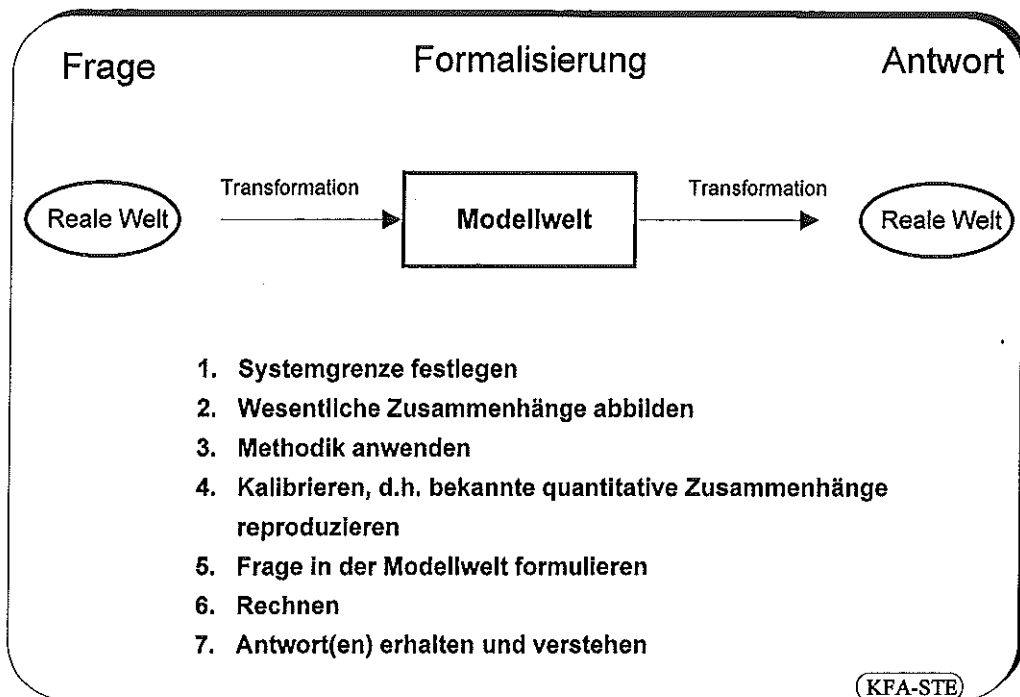 Frage Formalisierung Antwort
Transformation Transformation
Reale Welt Modellwelt Reale Welt
1. Systemgrenze festlegen
2. Wesentliche Zusammenhänge abbilden
3. Methodik anwenden
4. Kalibrieren, d.h. bekannte quantitative Zusammenhänge
reproduzieren
5. Frage in der Modellwelt formulieren
6. Rechnen
7. Antwort(en) erhalten und verstehen
KFA-STE